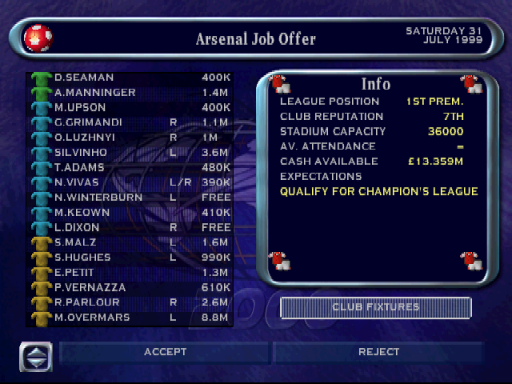 Arsenal Job Offer
SATURDAY 31
JULY 1999
D.SEAMAN 400K
A.MANNINGER 1.4M
M.UPSON 400K
G.GRIMANDI R 1.1M
O.LUZHNYI R 1M
SILVINHO L 3.6M
T.ADAMS 480K
N.VIVAS L/R 390K
N.WINTERBURN L FREE
M.KEOWN 410K
L.DIXON R FREE
S.MALZ L 1.6M
S.HUGHES L 990K
E.PETIT 1.3M
P.VERNAZZA 610K
R.PARLOUR R 2.6M
M.OVERMARS L 8.8M
Info
LEAGUE POSITION 1ST PREM.
CLUB REPUTATION 7TH
STADIUM CAPACITY 36000
AV. ATTENDANCE =
CASH AVAILABLE £13.359M
EXPECTATIONS
QUALIFY FOR CHAMPION'S LEAGUE
CLUB FIXTURES
ACCEPT
REJECT